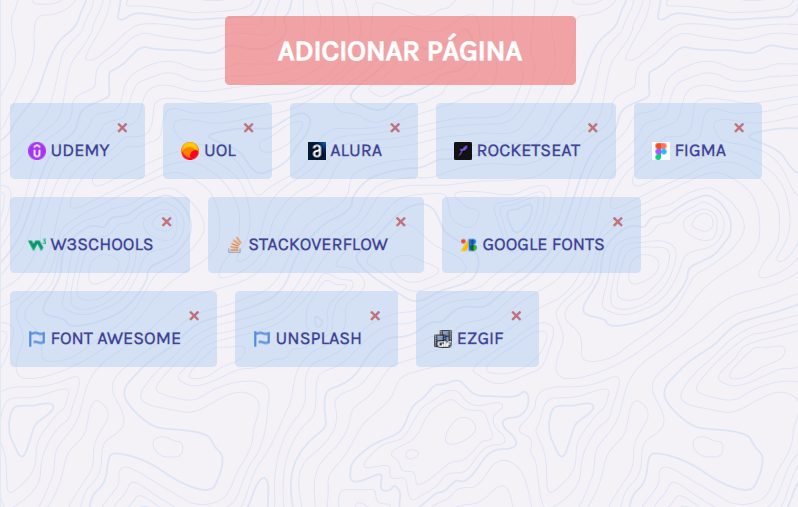 ADICIONAR PÁGINA
UDEMY
UOL
ALURA
ROCKETSEAT
FIGMA
W3SCHOOLS
STACKOVERFLOW
GOOGLE FONTS
FONT AWESOME
UNSPLASH
EZGIF